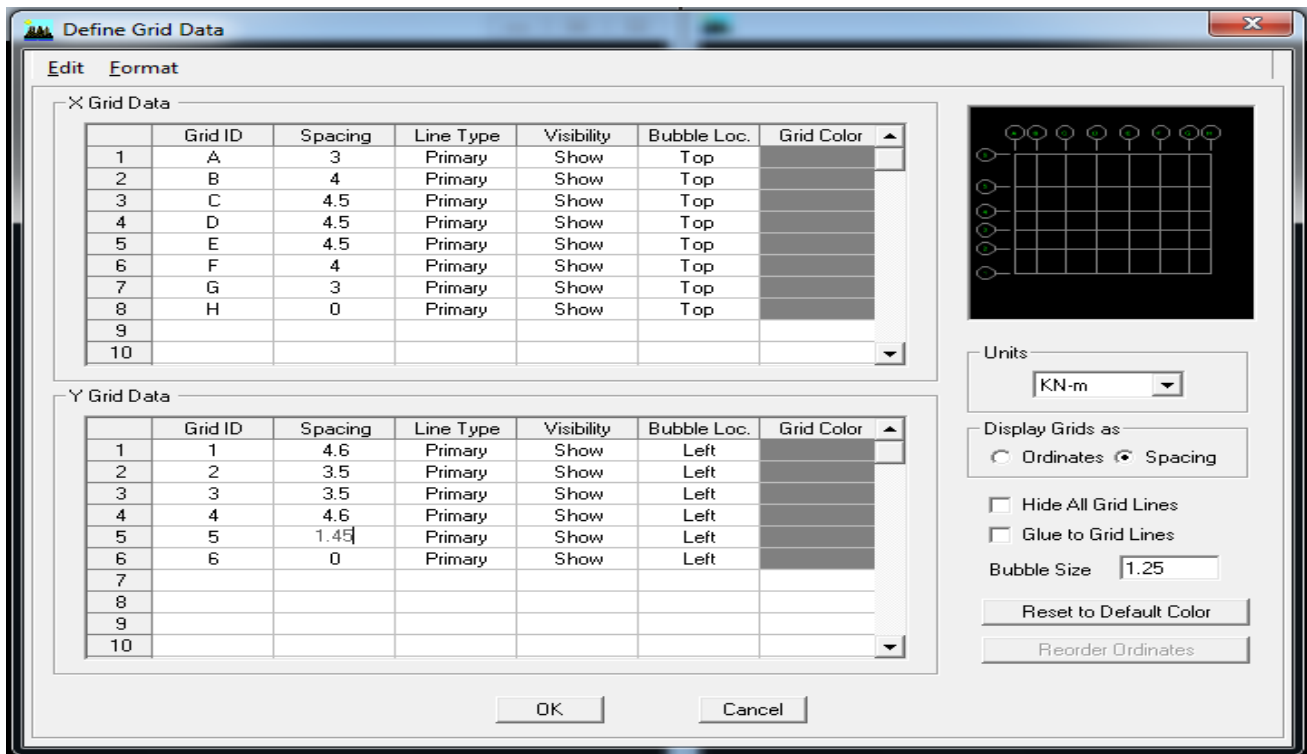 Define Grid Data
Edit Format
X Grid Data
Grid ID Spacing Line Type Visibility Bubble Loc. Grid Color
1 A 3 Primary Show Top
2 B 4 Primary Show Top
3 C 4.5 Primary Show Top
4 D 4.5 Primary Show Top
5 E 4.5 Primary Show Top
6 F 4 Primary Show Top
7 G 3 Primary Show Top
8 H 0 Primary Show Top
9
10
Y Grid Data
Grid ID Spacing Line Type Visibility Bubble Loc. Grid Color
1 1 4.6 Primary Show Left
2 2 3.5 Primary Show Left
3 3 3.5 Primary Show Left
4 4 4.6 Primary Show Left
5 5 1.45 Primary Show Left
6 6 0 Primary Show Left
7
8
9
10
Units
KN-m
Display Grids as
Ordinates Spacing
Hide All Grid Lines
Glue to Grid Lines
Bubble Size 1.25
Reset to Default Color
Reorder Ordinates
OK Cancel